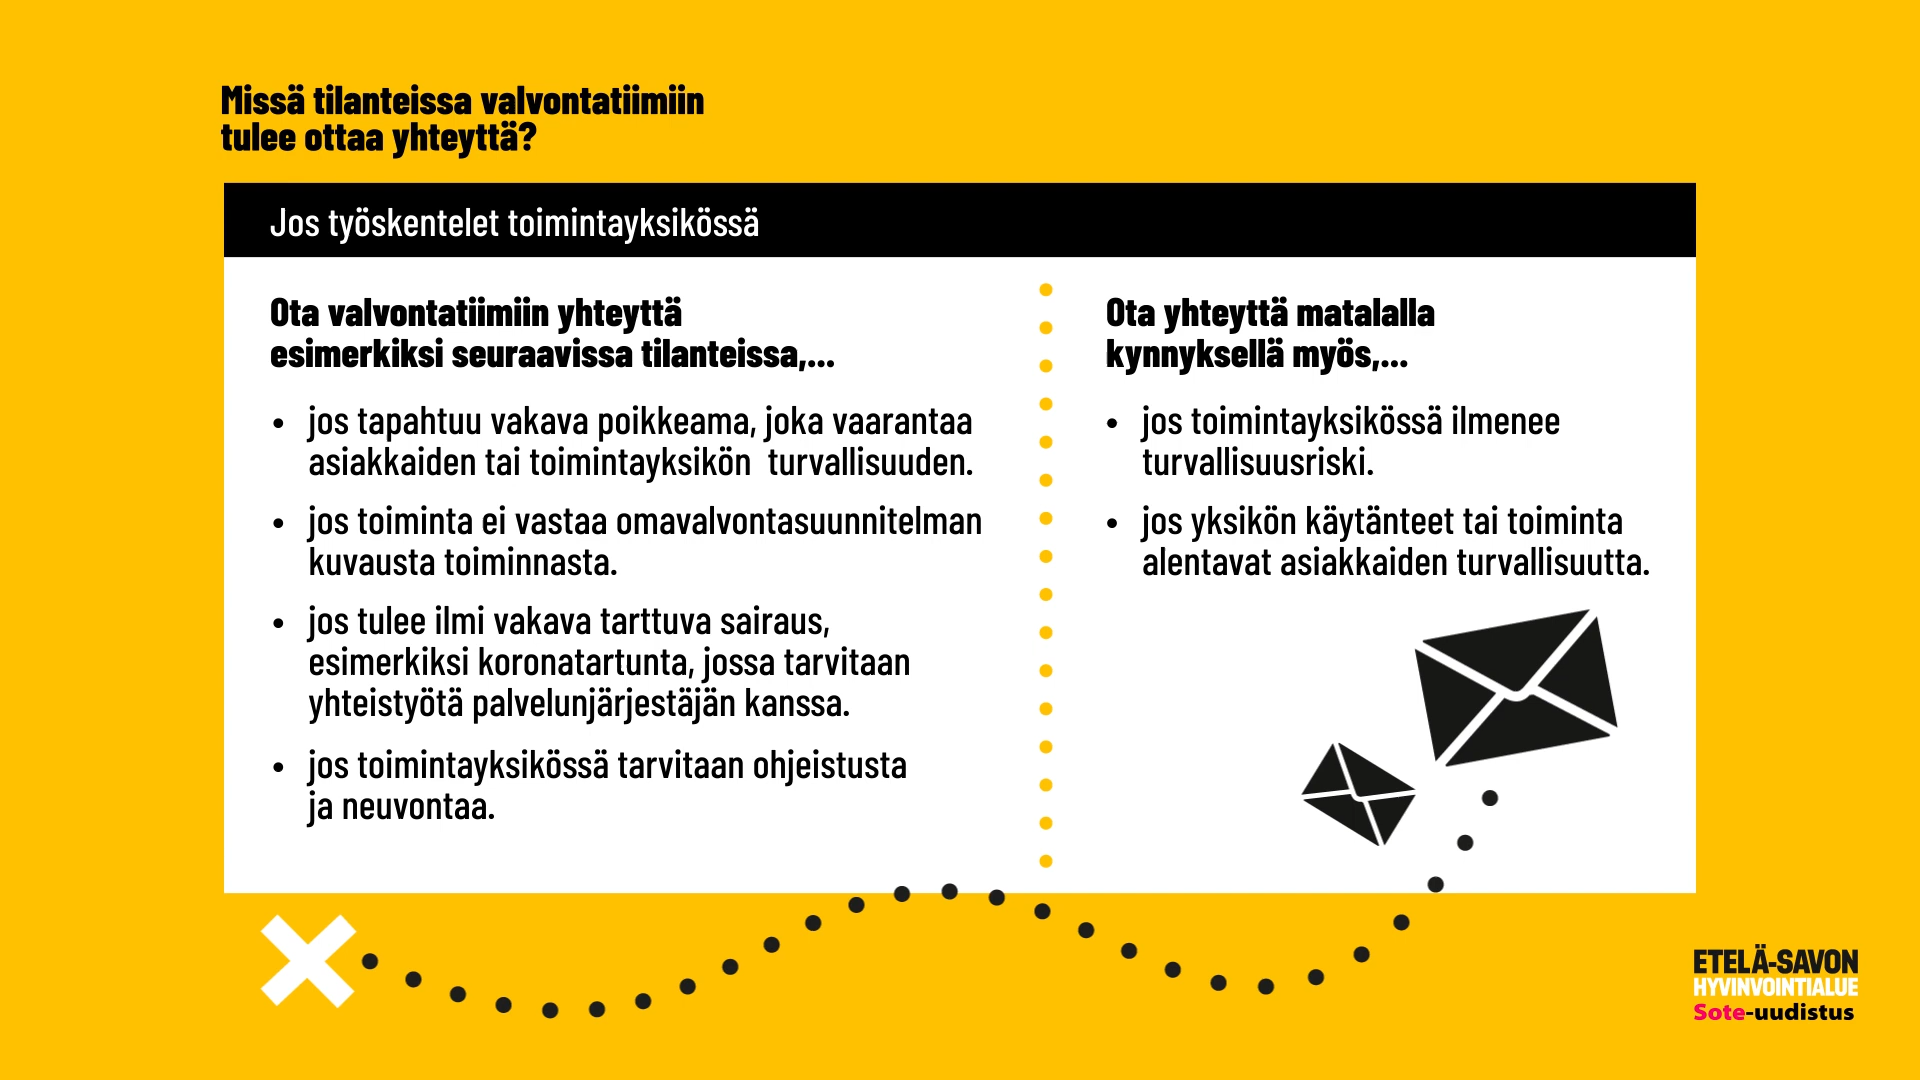 Missä tilanteissa valvontatiimiin
tulee ottaa yhteyttä?
Jos työskentelet toimintayksikössä
Ota valvontatiimiin yhteyttä
esimerkiksi seuraavissa tilanteissa,...
• jos tapahtuu vakava poikkeama, joka vaarantaa
asiakkaiden tai toimintayksikön turvallisuuden.
• jos toiminta ei vastaa omavalvontasuunnitelman
kuvausta toiminnasta.
• jos tulee ilmi vakava tarttuva sairaus,
esimerkiksi koronatartunta, jossa tarvitaan
yhteistyötä palvelunjärjestäjän kanssa.
• jos toimintayksikössä tarvitaan ohjeistusta
ja neuvontaa.
Ota yhteyttä matalalla
kynnyksellä myös,...
• jos toimintayksikössä ilmenee
turvallisuusriski.
• jos yksikön käytänteet tai toiminta
alentavat asiakkaiden turvallisuutta.
ETELÄ-SAVON
HYVINVOINTIALUE
Sote-uudistus